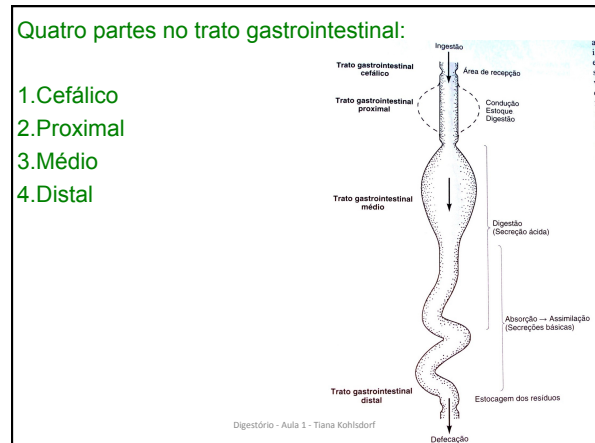 Quatro partes no trato gastrointestinal:
1.Cefálico
2.Proximal
3.Médio
4.Distal
Ingestão
Trato gastrointestinal
cefálico
Área de recepção
Trato gastrointestinal
proximal
Condução
Estoque
Digestão
Trato gastrointestinal
médio
Digestão
(Secreção ácida)
Absorção → Assimilação
(Secreções básicas)
Trato gastrointestinal
distal
Estocagem dos resíduos
Defecação
Digestório - Aula 1 - Tiana Kohlsdorf